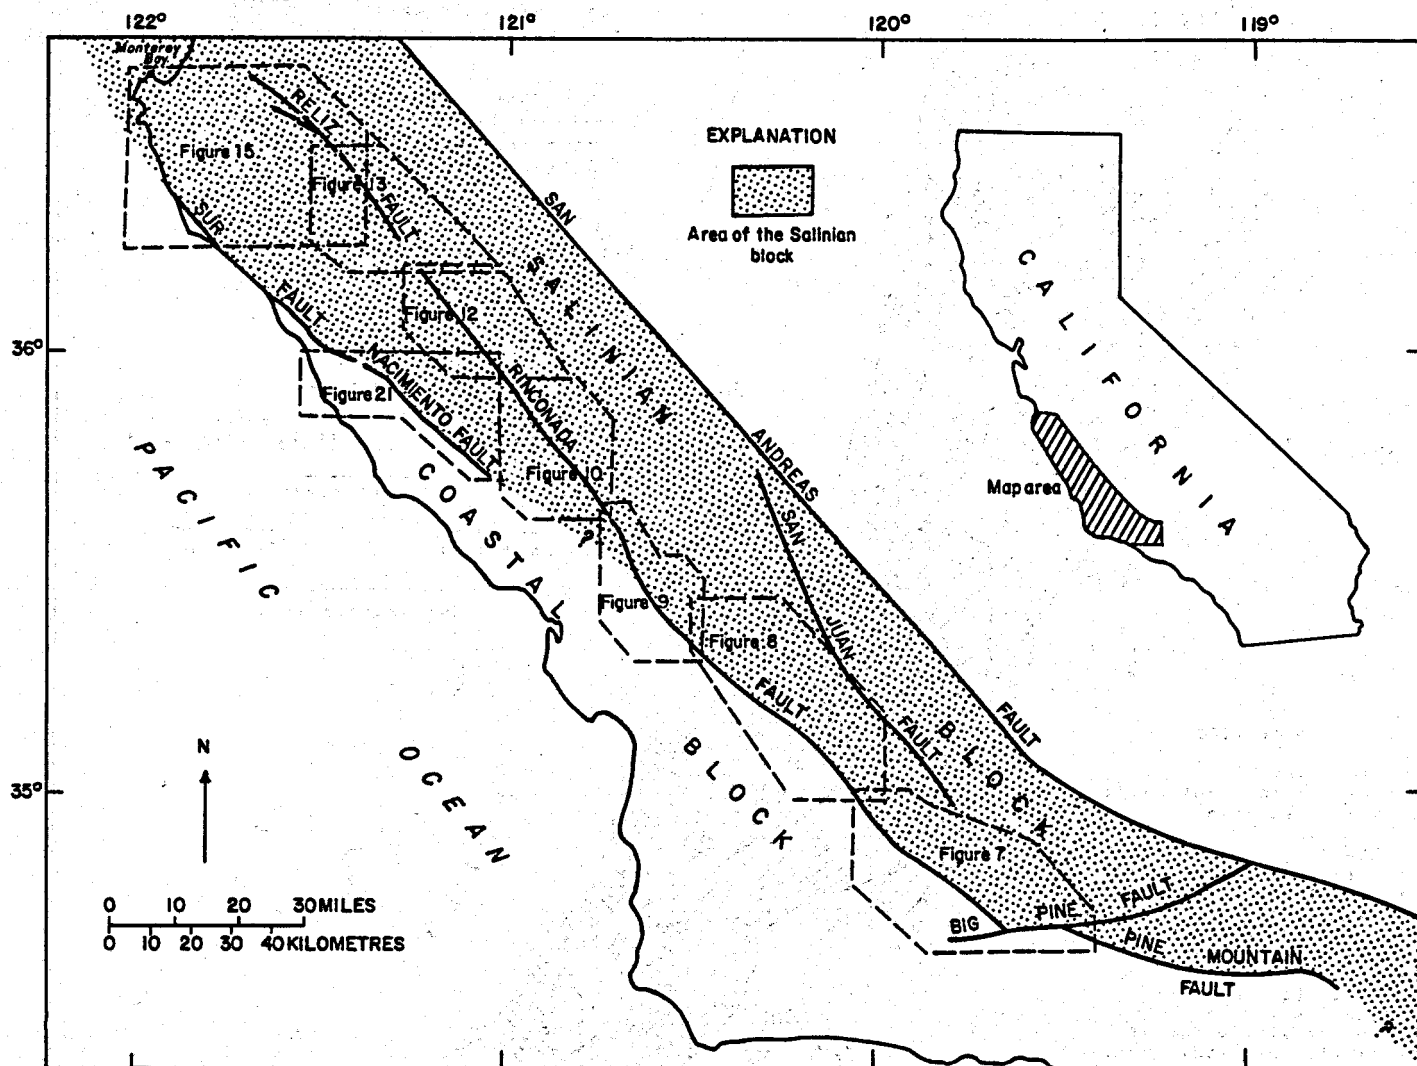 122° 121° 120° 119°
Monterey
Bay
RELIZ FAULT
Figure 15
Figure 13
EXPLANATION
Area of the Salinian
block
SUR FAULT
SAN ANDREAS FAULT
SALINIAN BLOCK
CALIFORNIA
Map area
Figure 12
36°
NACIMIENTO FAULT
RINCONADA FAULT
Figure 21
Figure 10
?
PACIFIC OCEAN
COASTAL BLOCK
SAN JUAN FAULT
Figure 9
Figure 8
N
35°
Figure 7
BIG PINE FAULT
PINE MOUNTAIN
FAULT
0 10 20 30 MILES
0 10 20 30 40 KILOMETRES
?